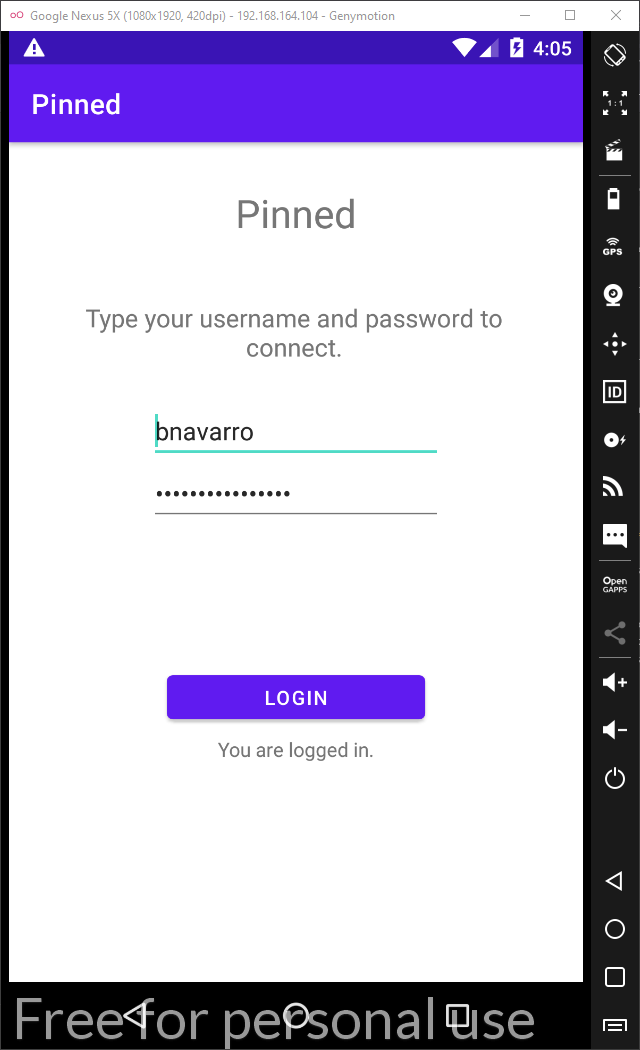 Google Nexus 5X (1080x1920, 420dpi) - 192.168.164.104 - Genymotion
4:05
Pinned
Pinned
Type your username and password to
connect.
bnavarro
••••••••••••••••
LOGIN
You are logged in.
Free for personal use
1:1
GPS
ID
Open
GAPPS